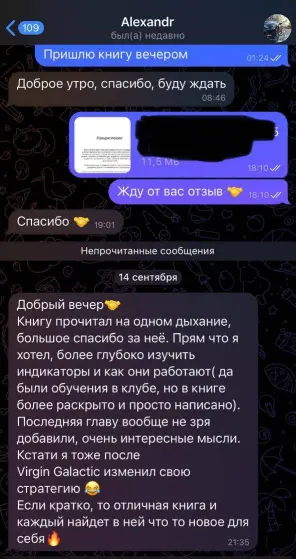 109
Alexandr
был(а) недавно
Пришлю книгу вечером
01:24
Доброе утро, спасибо, буду ждать
08:46
11,5 МБ
18:10
Жду от вас отзыв 🤝
18:10
Спасибо 🤝
19:01
Непрочитанные сообщения
14 сентября
Добрый вечер🤝
Книгу прочитал на одном дыхание,
большое спасибо за неё. Прям что я
хотел, более глубоко изучить
индикаторы и как они работают( да
были обучения в клубе, но в книге
более раскрыто и просто написано).
Последняя главу вообще не зря
добавили, очень интересные мысли.
Кстати я тоже после
Virgin Galactic изменил свою
стратегию 😂
Если кратко, то отличная книга и
каждый найдет в ней что то новое для
себя🔥
21:35